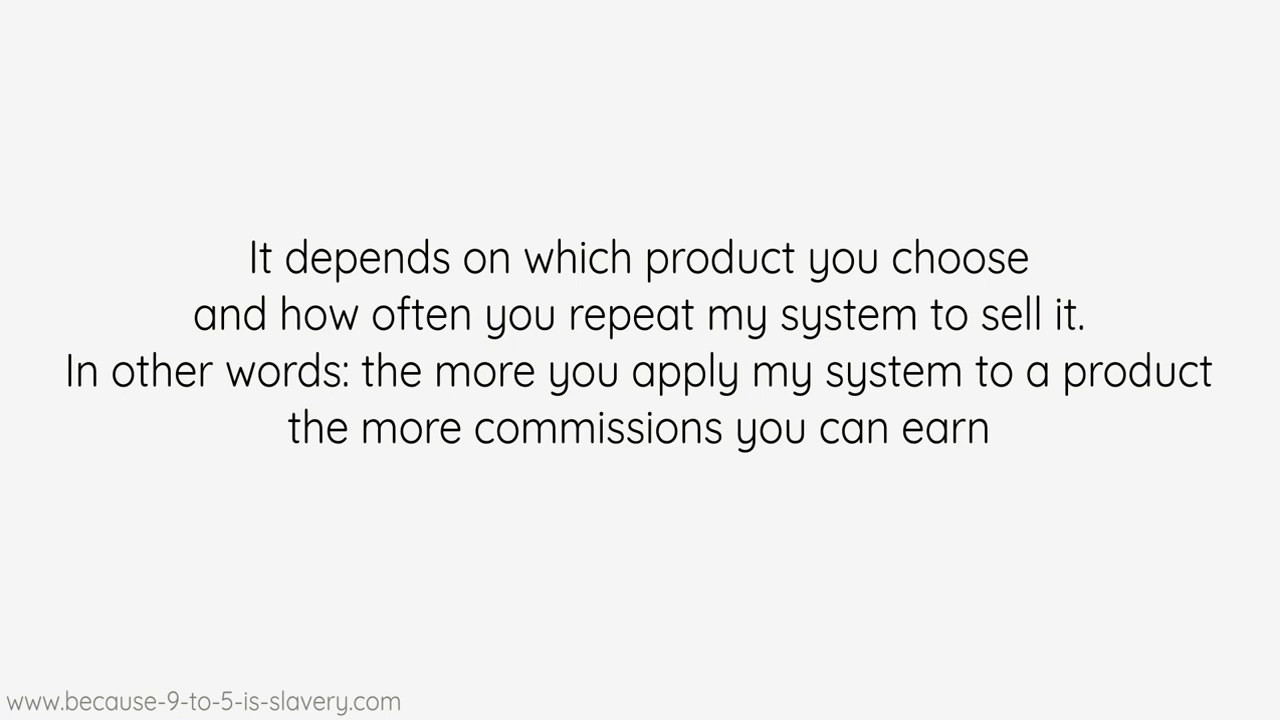 It depends on which product you choose
and how often you repeat my system to sell it.
In other words: the more you apply my system to a product
the more commissions you can earn
www.because-9-to-5-is-slavery.com